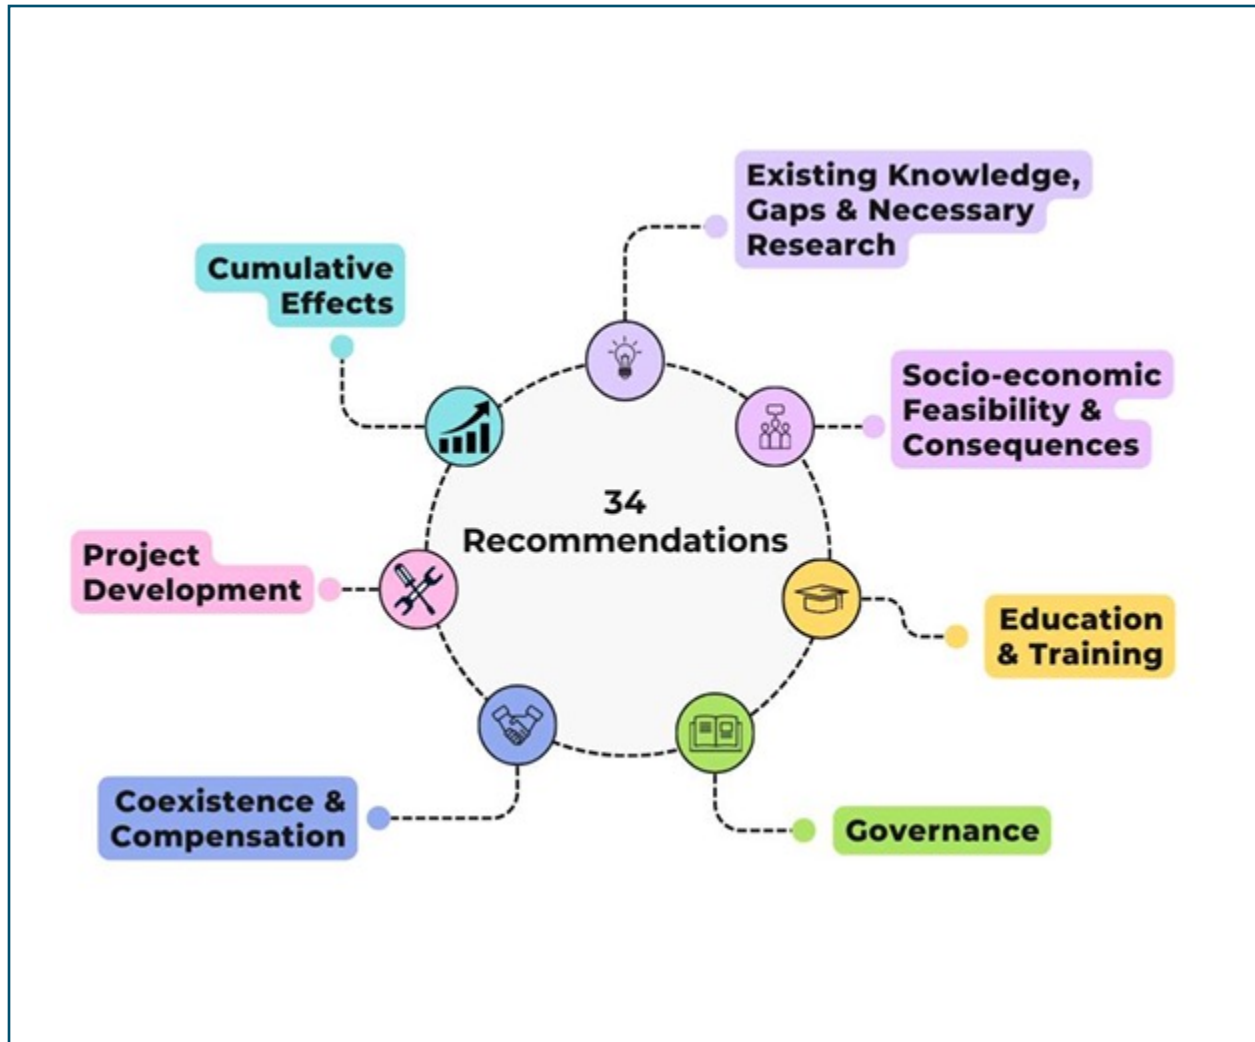 Existing Knowledge,
Gaps & Necessary
Research
Cumulative
Effects
Socio-economic
Feasibility &
Consequences
34
Recommendations
Project
Development
Education
& Training
Coexistence &
Compensation
Governance